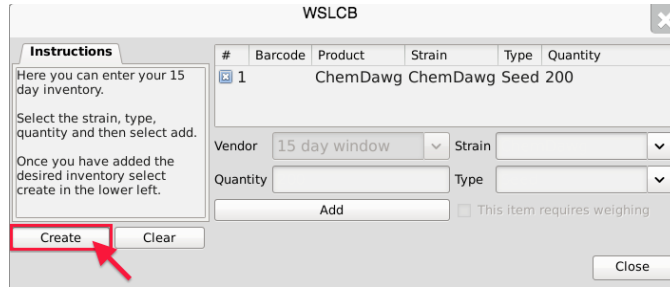 WSLCB
Instructions
Here you can enter your 15
day inventory.
Select the strain, type,
quantity and then select add.
Once you have added the
desired inventory select
create in the lower left.
Create Clear
# Barcode Product Strain Type Quantity
1 ChemDawg ChemDawg Seed 200
Vendor 15 day window Strain
Quantity Type
Add This item requires weighing
Close